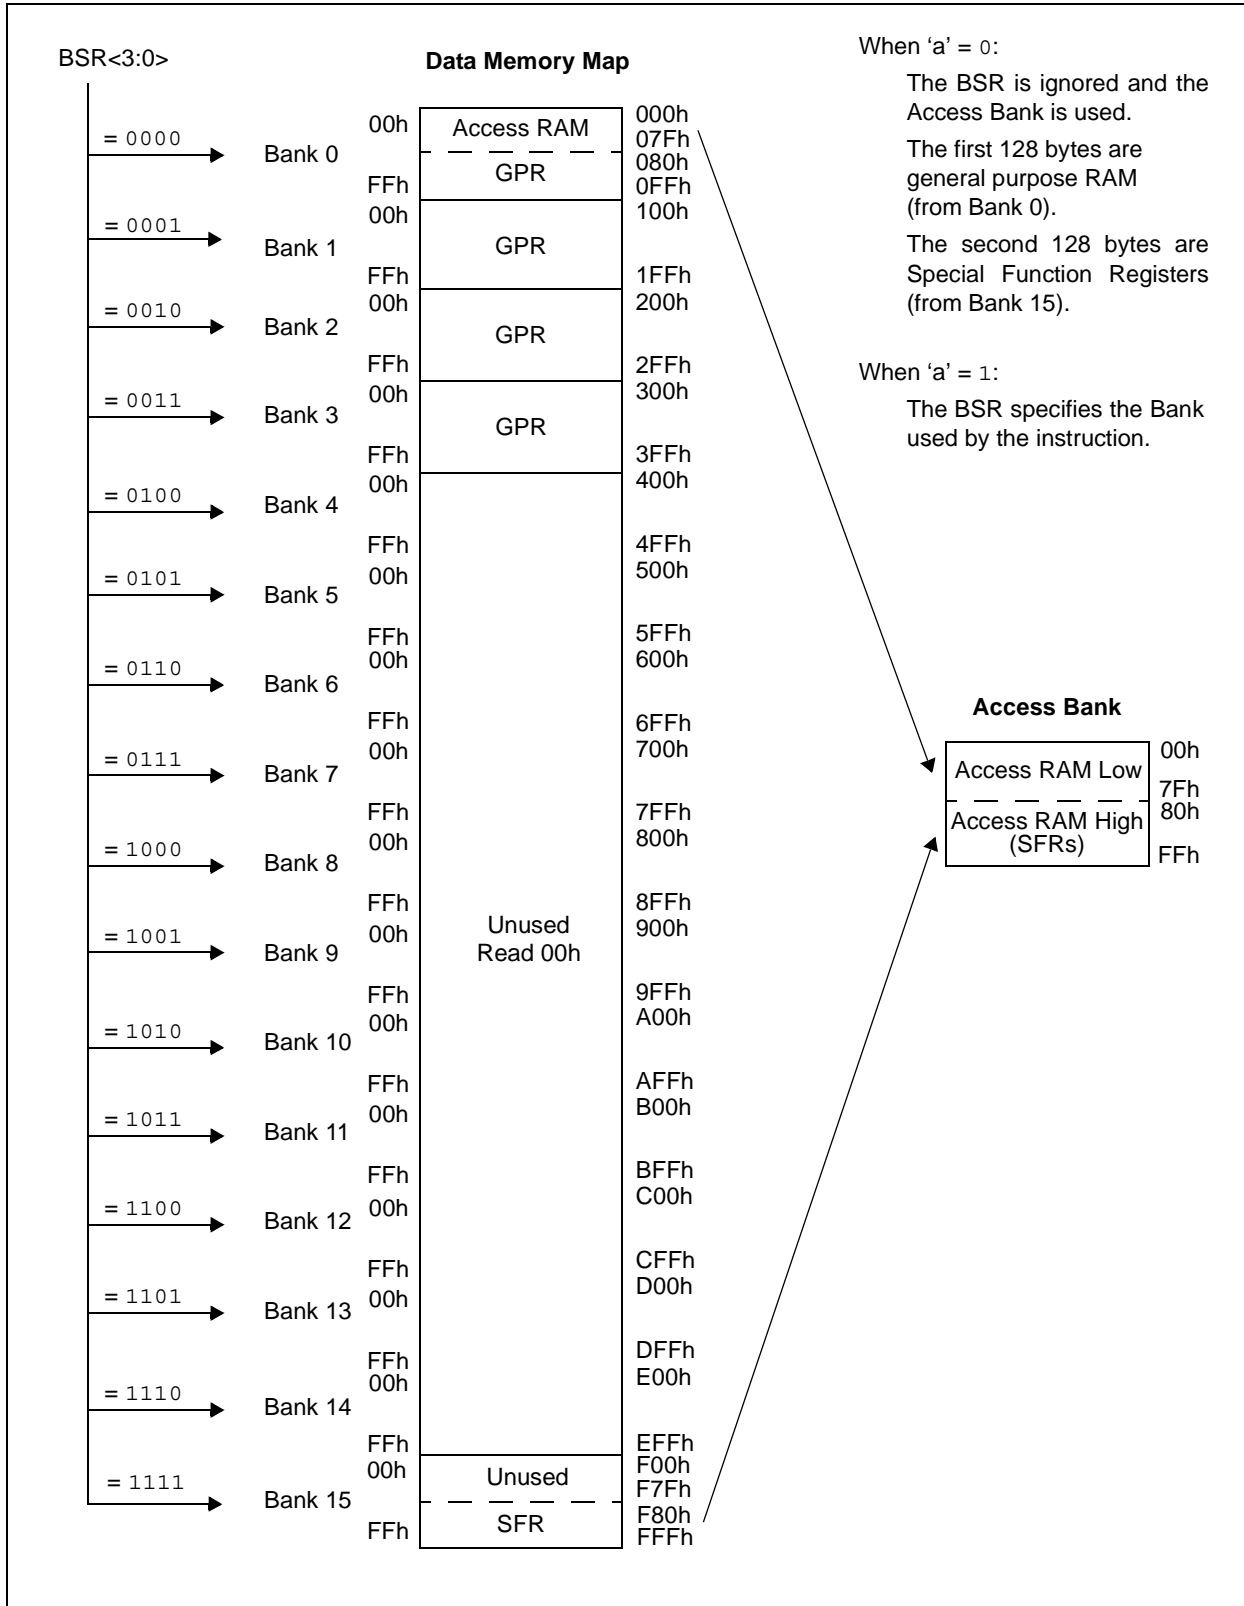 BSR<3:0>
Data Memory Map
= 0000
Bank 0
00h
Access RAM
000h
07Fh
GPR
080h
FFh
0FFh
= 0001
Bank 1
00h
GPR
100h
FFh
1FFh
= 0010
Bank 2
00h
GPR
200h
FFh
2FFh
= 0011
Bank 3
00h
GPR
300h
FFh
3FFh
= 0100
Bank 4
00h
400h
FFh
4FFh
= 0101
Bank 5
00h
500h
FFh
5FFh
= 0110
Bank 6
00h
600h
FFh
6FFh
= 0111
Bank 7
00h
700h
FFh
7FFh
= 1000
Bank 8
00h
800h
FFh
8FFh
= 1001
Bank 9
00h
Unused
Read 00h
900h
FFh
9FFh
= 1010
Bank 10
00h
A00h
FFh
AFFh
= 1011
Bank 11
00h
B00h
FFh
BFFh
= 1100
Bank 12
00h
C00h
FFh
CFFh
= 1101
Bank 13
00h
D00h
FFh
DFFh
= 1110
Bank 14
00h
E00h
FFh
EFFh
= 1111
Bank 15
00h
Unused
F00h
F7Fh
SFR
F80h
FFh
FFFh
When ‘a’ = 0:
The BSR is ignored and the
Access Bank is used.
The first 128 bytes are
general purpose RAM
(from Bank 0).
The second 128 bytes are
Special Function Registers
(from Bank 15).
When ‘a’ = 1:
The BSR specifies the Bank
used by the instruction.
Access Bank
Access RAM Low
00h
7Fh
Access RAM High
(SFRs)
80h
FFh